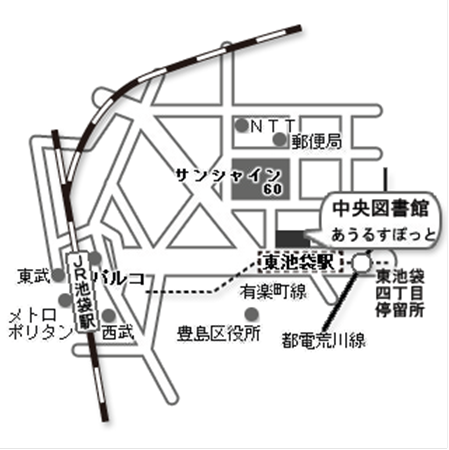 NTT
郵便局
サンシャイン
60
中央図書館
あうるすぽっと
東池袋駅
東武
JR池袋駅
パルコ
有楽町線
東池袋
四丁目
停留所
メトロ
ポリタン
西武
豊島区役所
都電荒川線